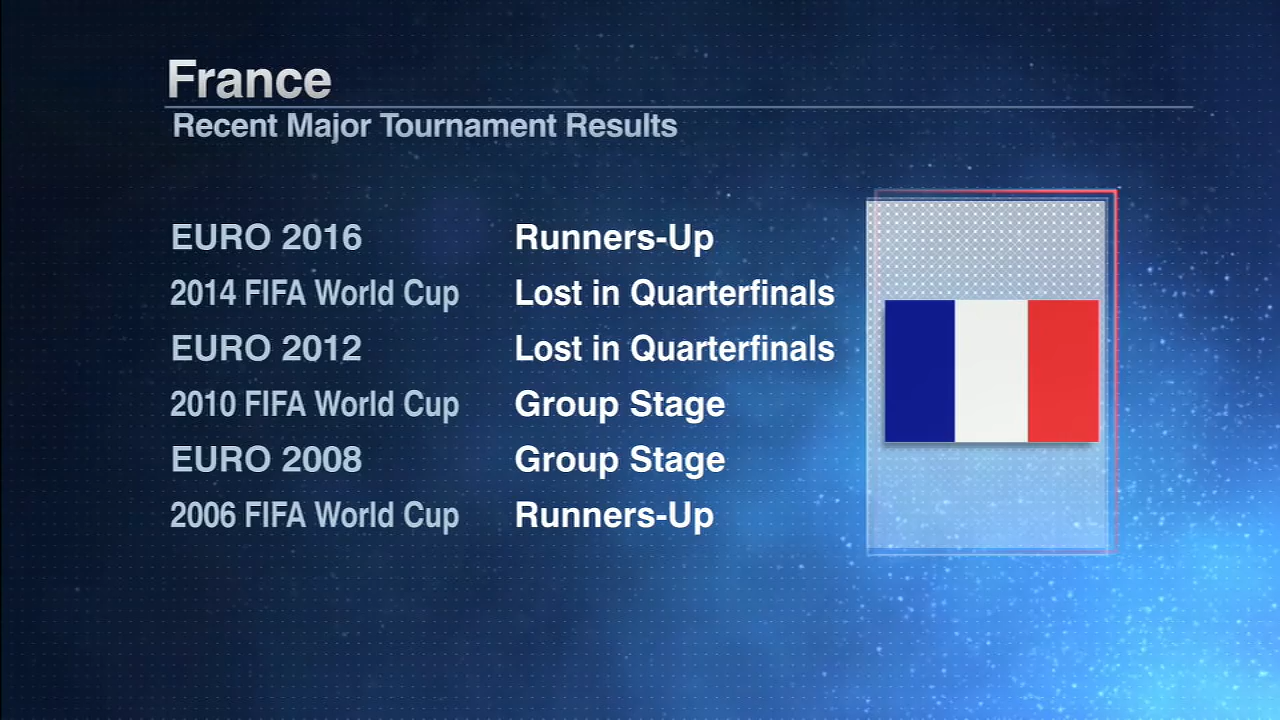 France
Recent Major Tournament Results
EURO 2016 Runners-Up
2014 FIFA World Cup Lost in Quarterfinals
EURO 2012 Lost in Quarterfinals
2010 FIFA World Cup Group Stage
EURO 2008 Group Stage
2006 FIFA World Cup Runners-Up